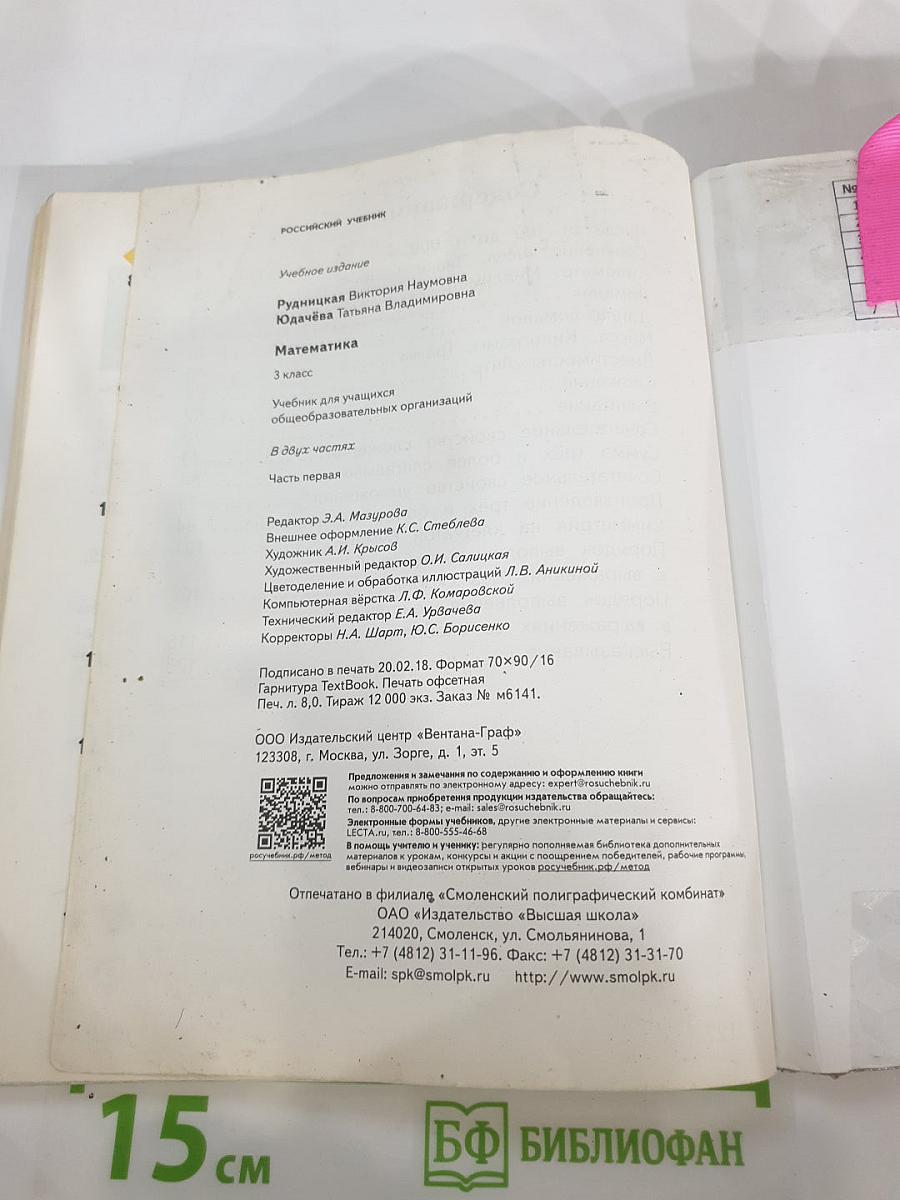 РОССИЙСКИЙ УЧЕБНИК
Учебное издание
Рудницкая Виктория Наумовна
Юдачёва Татьяна Владимировна
Математика
3 класс
Учебник для учащихся
общеобразовательных организаций
В двух частях
Часть первая
Редактор Э.А. Мазурова
Внешнее оформление К.С. Стеблева
Художник А.И. Крысов
Художественный редактор О.И. Салицкая
Цветоделение и обработка иллюстраций Л.В. Аникиной
Компьютерная вёрстка Л.Ф. Комаровской
Технический редактор Е.А. Урвачева
Корректоры Н.А. Шарт, Ю.С. Борисенко
Подписано в печать 20.02.18. Формат 70×90/16
Гарнитура TextBook. Печать офсетная
Печ. л. 8,0. Тираж 12 000 экз. Заказ № м6141.
ООО Издательский центр «Вентана-Граф»
123308, г. Москва, ул. Зорге, д. 1, эт. 5
Предложения и замечания по содержанию и оформлению книги
можно отправлять по электронному адресу: expert@rosuchebnik.ru
По вопросам приобретения продукции издательства обращайтесь:
тел.: 8-800-700-64-83; e-mail: sales@rosuchebnik.ru
Электронные формы учебников, другие электронные материалы и сервисы:
LECTA.ru, тел.: 8-800-555-46-68
В помощь учителю и ученику: регулярно пополняемая библиотека дополнительных
материалов к урокам, конкурсы и акции с поощрением победителей, рабочие программы,
вебинары и видеозаписи открытых уроков росучебник.рф/метод
росучебник.рф/метод
Отпечатано в филиале «Смоленский полиграфический комбинат»
ОАО «Издательство «Высшая школа»
214020, Смоленск, ул. Смольянинова, 1
Тел.: +7 (4812) 31-11-96. Факс: +7 (4812) 31-31-70
E-mail: spk@smolpk.ru http://www.smolpk.ru
№
15 см
БФ БИБЛИОФАН